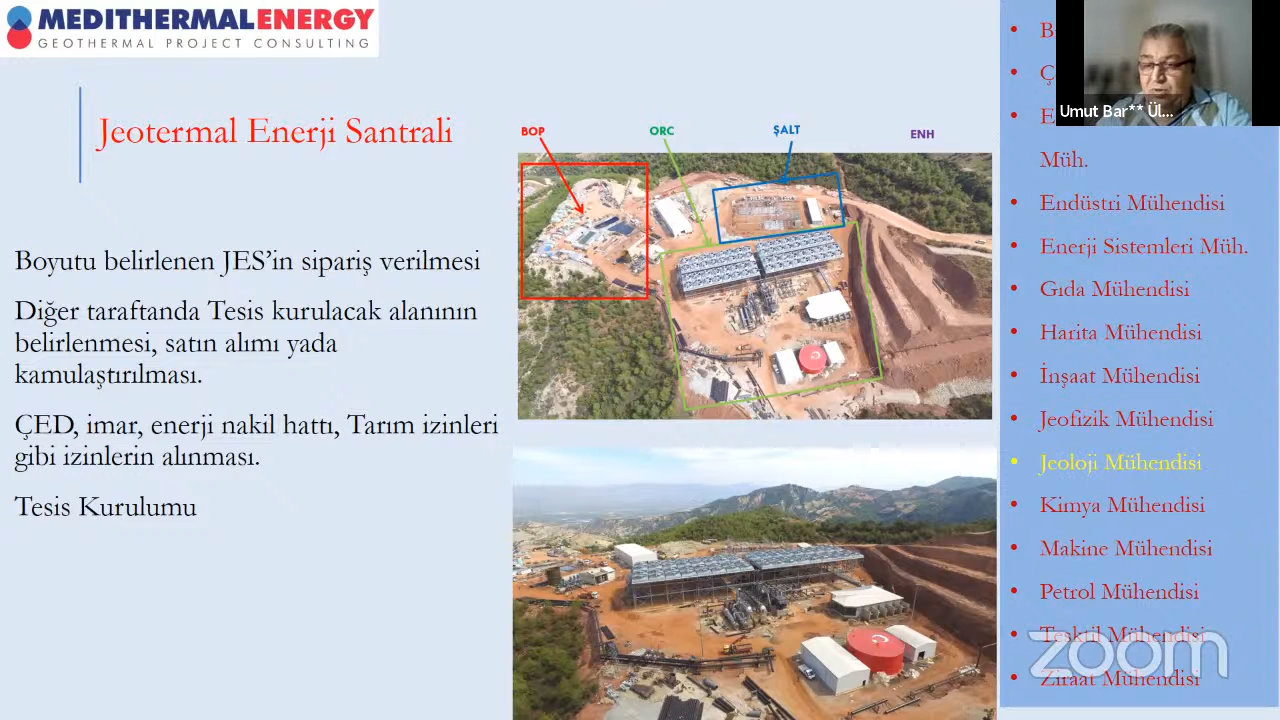 MEDITHERMALENERGY
GEOTHERMAL PROJECT CONSULTING
Jeotermal Enerji Santrali
Boyutu belirlenen JES’in sipariş verilmesi
Diğer taraftanda Tesis kurulacak alanının
belirlenmesi, satın alımı yada
kamulaştırılması.
ÇED, imar, enerji nakil hattı, Tarım izinleri
gibi izinlerin alınması.
Tesis Kurulumu
BOP
ORC
ŞALT
ENH
Umut Bar** Ül...
Müh.
• Endüstri Mühendisi
• Enerji Sistemleri Müh.
• Gıda Mühendisi
• Harita Mühendisi
• İnşaat Mühendisi
• Jeofizik Mühendisi
• Jeoloji Mühendisi
• Kimya Mühendisi
• Makine Mühendisi
• Petrol Mühendisi
• Tekstil Mühendisi
• Ziraat Mühendisi
zoom